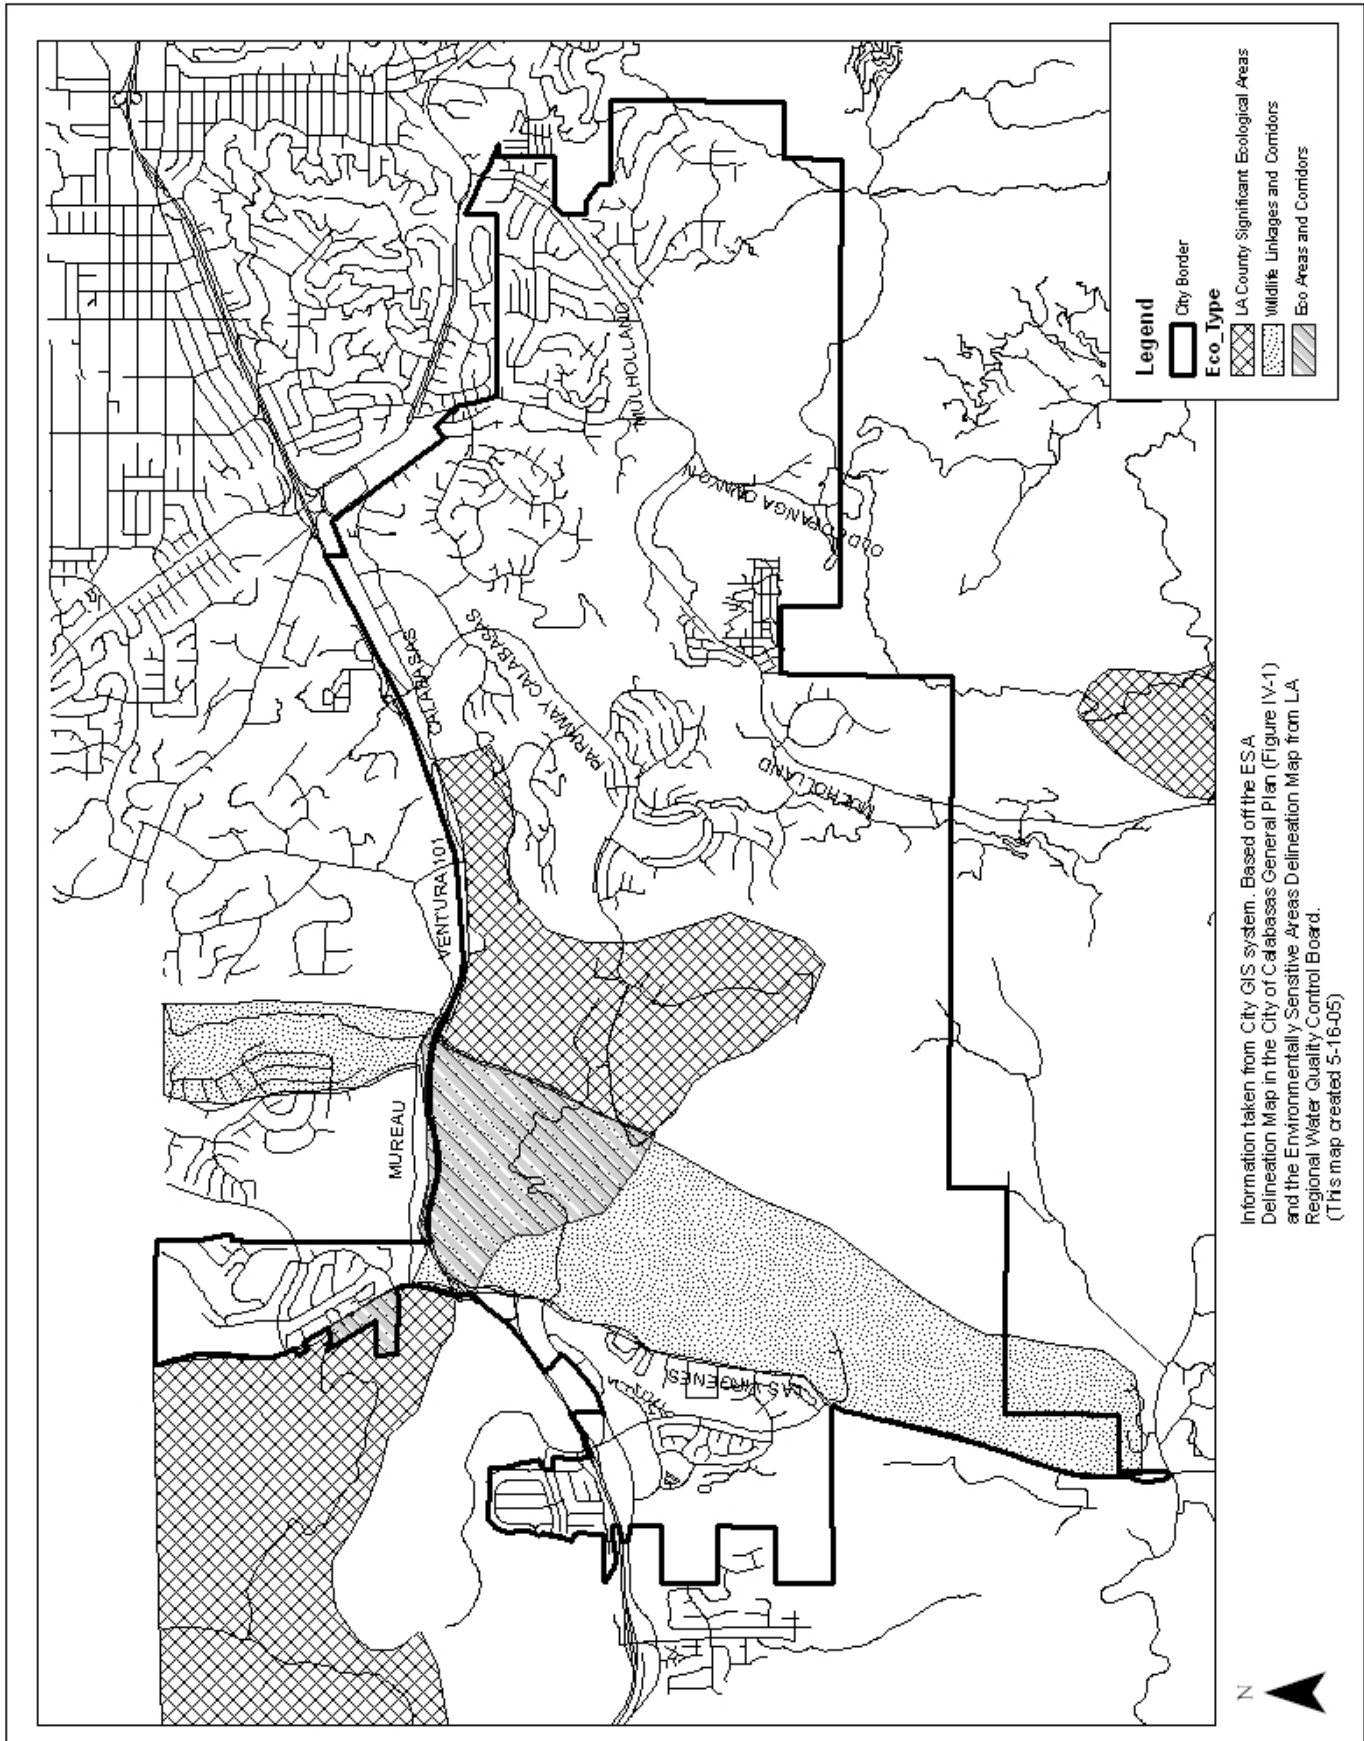 MUREAU
VENTURA 101
CALABASAS
PARKWAY CALABASAS
MULHOLLAND
OLD TOPANGA CANYON
MULHOLLAND
LAS VIRGENES
Legend
City Border
Eco_Type
LA County Significant Ecological Areas
Wildlife Linkages and Corridors
Eco Areas and Corridors
N
Information taken from City GIS system. Based off the ESA
Delineation Map in the City of Calabasas General Plan (Figure IV-1)
and the Environmentally Sensitive Areas Delineation Map from LA
Regional Water Quality Control Board.
(This map created 5-16-05)